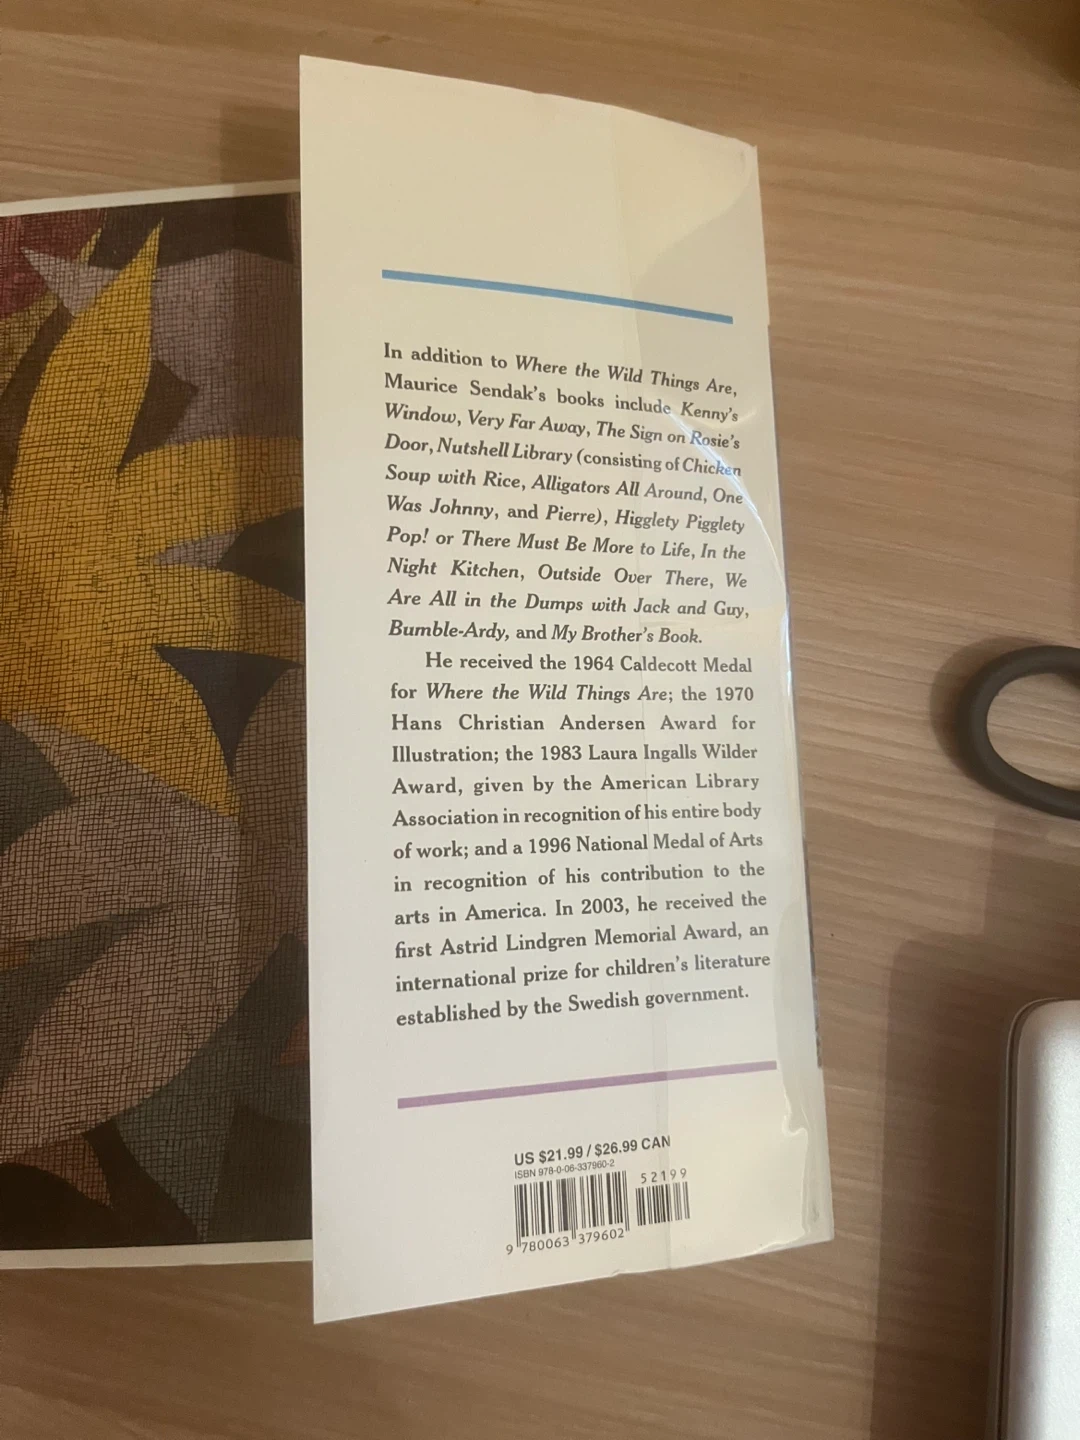 In addition to Where the Wild Things Are,
Maurice Sendak's books include Kenny's
Window, Very Far Away, The Sign on Rosie's
Door, Nutshell Library (consisting of Chicken
Soup with Rice, Alligators All Around, One
Was Johnny, and Pierre), Higglety Pigglety
Pop! or There Must Be More to Life, In the
Night Kitchen, Outside Over There, We
Are All in the Dumps with Jack and Guy,
Bumble-Ardy, and My Brother's Book.
He received the 1964 Caldecott Medal
for Where the Wild Things Are; the 1970
Hans Christian Andersen Award for
Illustration; the 1983 Laura Ingalls Wilder
Award, given by the American Library
Association in recognition of his entire body
of work; and a 1996 National Medal of Arts
in recognition of his contribution to the
arts in America. In 2003, he received the
first Astrid Lindgren Memorial Award, an
international prize for children's literature
established by the Swedish government.
US $21.99 / $26.99 CAN
ISBN 978-0-06-337960-2
52199
9 780063 379602